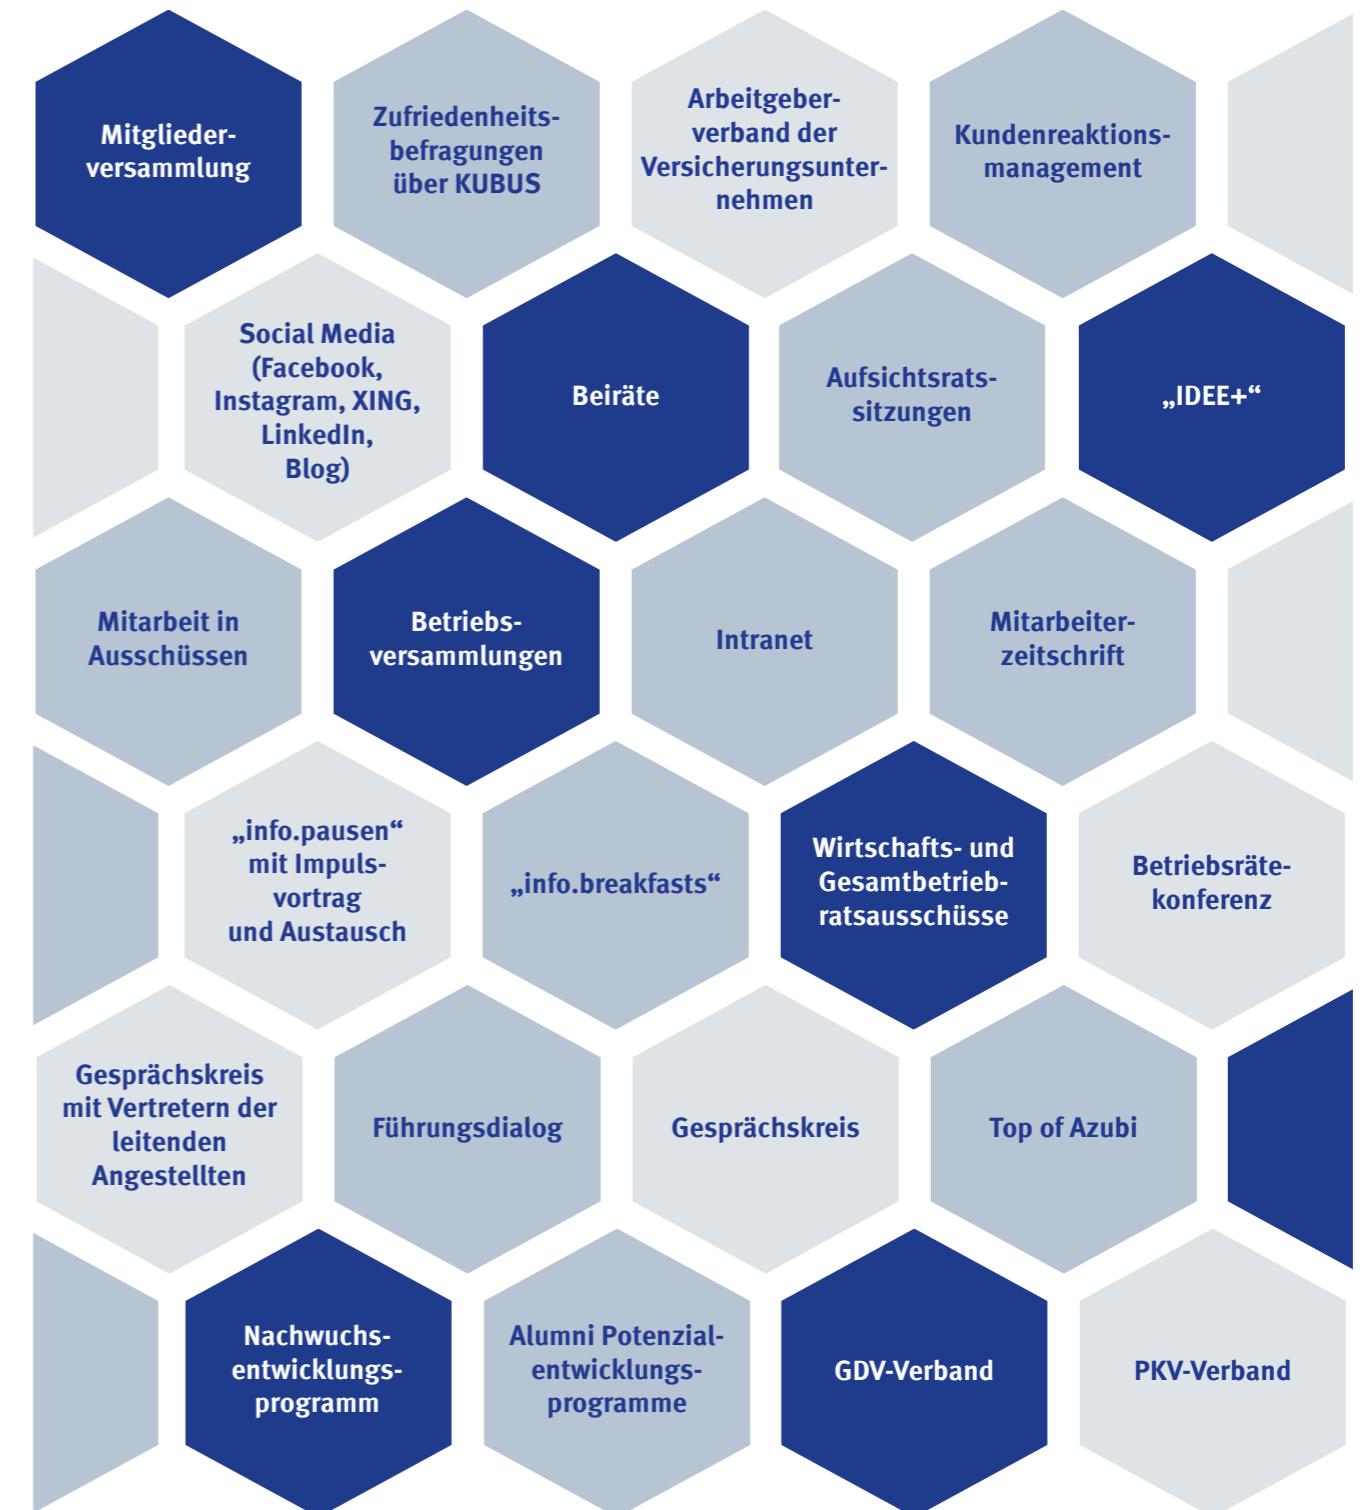 Mitglieder-
versammlung
Zufriedenheits-
befragungen
über KUBUS
Arbeitgeber-
verband der
Versicherungsunter-
nehmen
Kundenreaktions-
management
Social Media
(Facebook,
Instagram, XING,
LinkedIn,
Blog)
Beiräte
Aufsichtsrats-
sitzungen
„IDEE+“
Mitarbeit in
Ausschüssen
Betriebs-
versammlungen
Intranet
Mitarbeiter-
zeitschrift
„info.pausen“
mit Impuls-
vortrag
und Austausch
„info.breakfasts“
Wirtschafts- und
Gesamtbetrieb-
ratsausschüsse
Betriebsräte-
konferenz
Gesprächskreis
mit Vertretern der
leitenden
Angestellten
Führungsdialog
Gesprächskreis
Top of Azubi
Nachwuchs-
entwicklungs-
programm
Alumni Potenzial-
entwicklungs-
programme
GDV-Verband
PKV-Verband